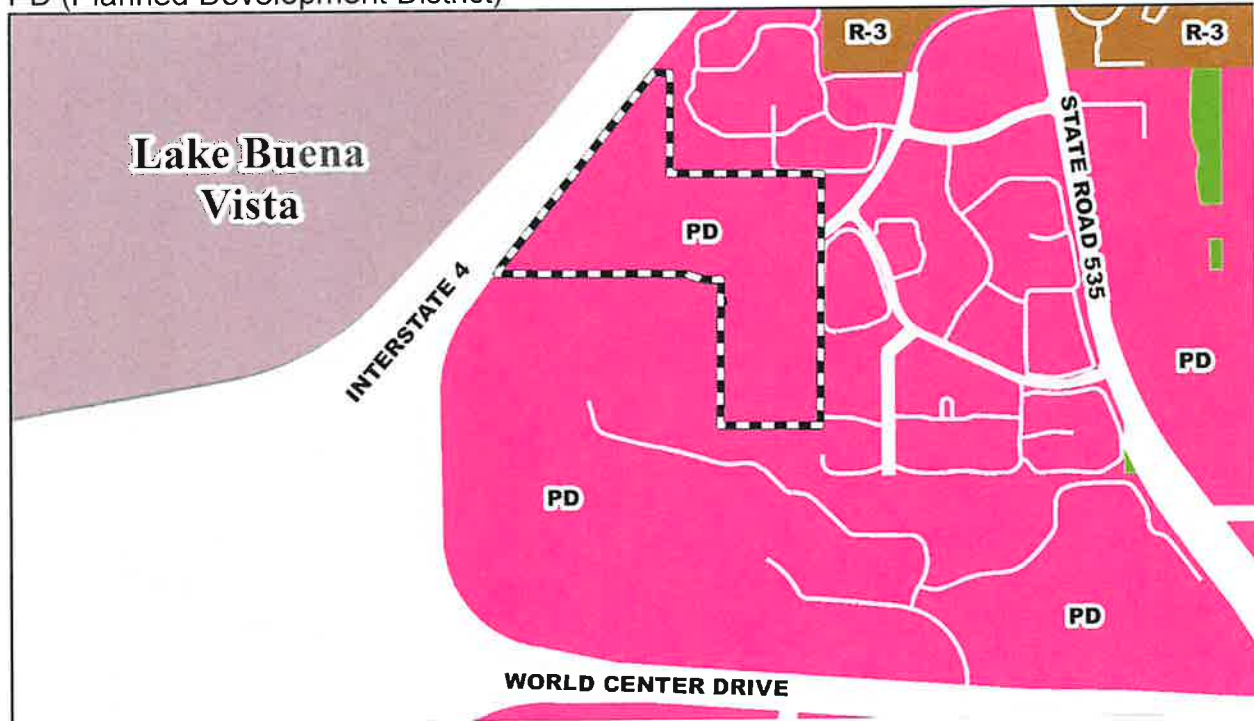 PD (Planned Development District)
R-3
R-3
Lake Buena
Vista
STATE ROAD 535
PD
INTERSTATE 4
PD
PD
PD
WORLD CENTER DRIVE